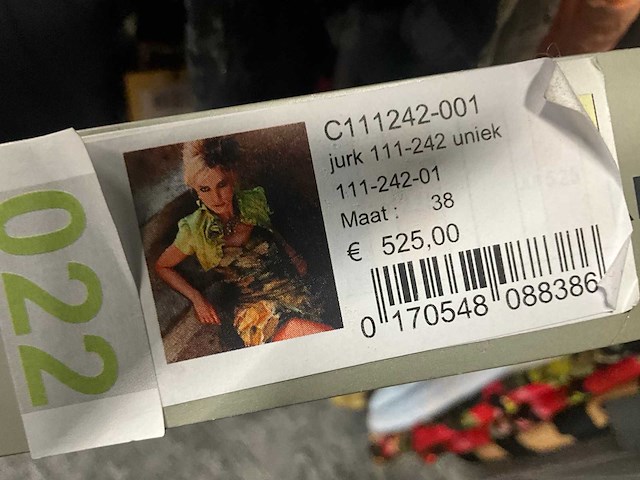 022
C111242-001
jurk 111-242 uniek
111-242-01
Maat : 38
€ 525,00
0 170548 088386